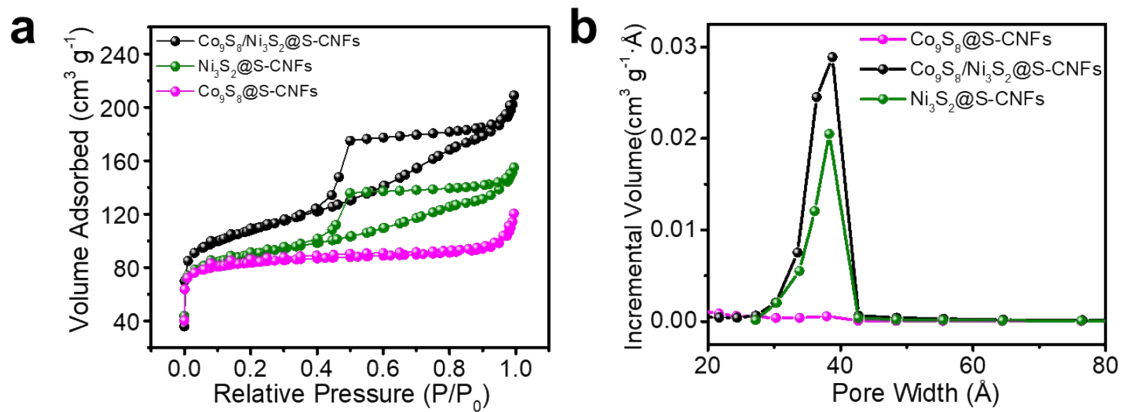 a
Volume Adsorbed (cm³ g⁻¹)
240
200
160
120
80
40
Co₉S₈/Ni₃S₂@S-CNFs
Ni₃S₂@S-CNFs
Co₉S₈@S-CNFs
0.0 0.2 0.4 0.6 0.8 1.0
Relative Pressure (P/P₀)
b
Incremental Volume(cm³ g⁻¹·Å)
0.03
0.02
0.01
0.00
Co₉S₈@S-CNFs
Co₉S₈/Ni₃S₂@S-CNFs
Ni₃S₂@S-CNFs
20 40 60 80
Pore Width (Å)